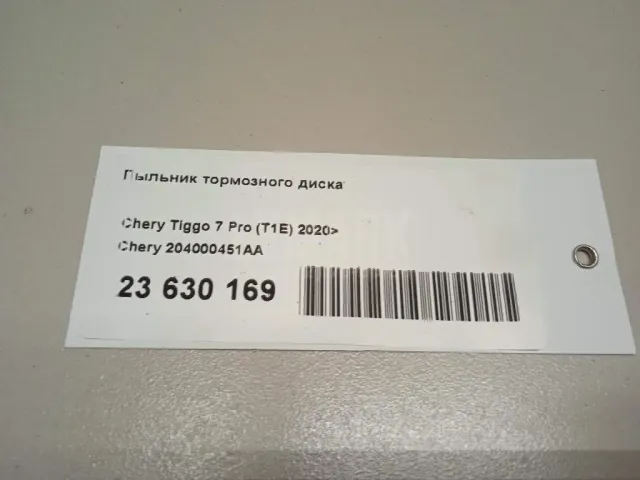 Пыльник тормозного диска
Chery Tiggo 7 Pro (T1E) 2020>
Chery 204000451AA
23 630 169